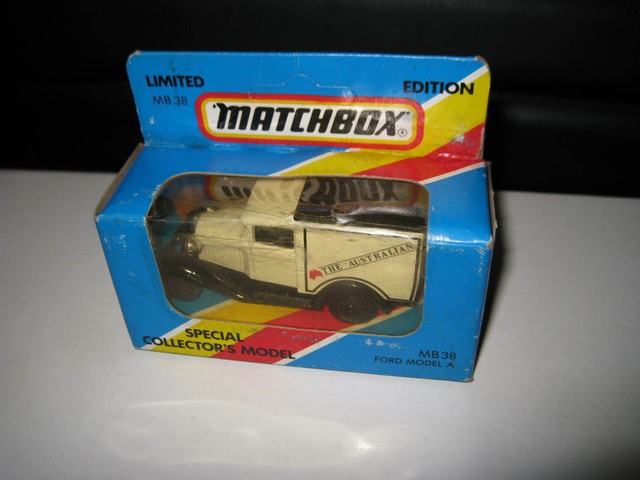 LIMITED
EDITION
MB 38
MATCHBOX®
THE AUSTRALIAN
SPECIAL
COLLECTOR'S MODEL
MB 38
FORD MODEL A